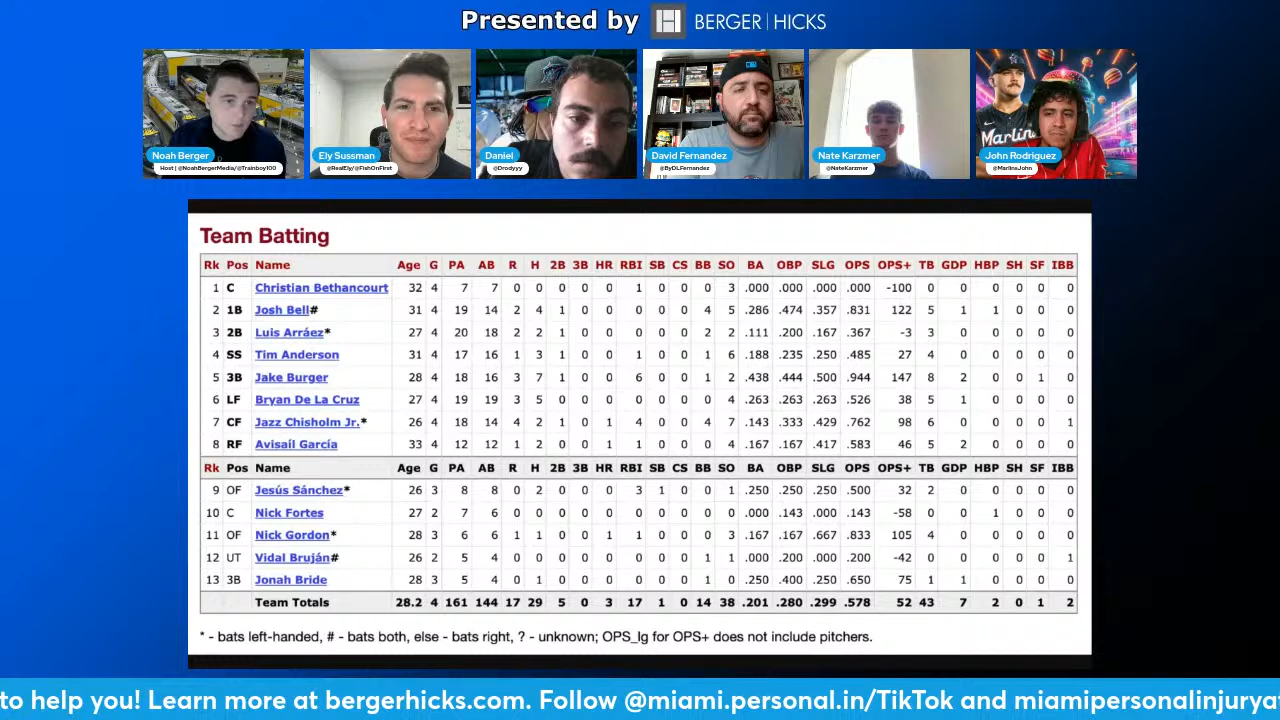 Presented by BERGER | HICKS
Noah Berger
Host | @NoahBergerMedia/@Trainboy100
Ely Sussman
@RealEly/@FishOnFirst
Daniel
@Drodyyy
David Fernandez
@ByDLFernandez
Nate Karzmer
@NateKarzmer
Marlin
John Rodriguez
@MarlinsJohn
Team Batting
Rk Pos Name Age G PA AB R H 2B 3B HR RBI SB CS BB SO BA OBP SLG OPS OPS+ TB GDP HBP SH SF IBB
1 C Christian Bethancourt 32 4 7 7 0 0 0 0 0 1 0 0 0 3 .000 .000 .000 .000 -100 0 0 0 0 0 0
2 1B Josh Bell# 31 4 19 14 2 4 1 0 0 0 0 0 4 5 .286 .474 .357 .831 122 5 1 1 0 0 0
3 2B Luis Arráez* 27 4 20 18 2 2 1 0 0 0 0 0 2 2 .111 .200 .167 .367 -3 3 0 0 0 0 0
4 SS Tim Anderson 31 4 17 16 1 3 1 0 0 1 0 0 1 6 .188 .235 .250 .485 27 4 0 0 0 0 0
5 3B Jake Burger 28 4 18 16 3 7 1 0 0 6 0 0 1 2 .438 .444 .500 .944 147 8 2 0 0 1 0
6 LF Bryan De La Cruz 27 4 19 19 3 5 0 0 0 0 0 0 0 4 .263 .263 .263 .526 38 5 1 0 0 0 0
7 CF Jazz Chisholm Jr.* 26 4 18 14 4 2 1 0 1 4 0 0 4 7 .143 .333 .429 .762 98 6 0 0 0 0 1
8 RF Avisaíl García 33 4 12 12 1 2 0 0 1 1 0 0 0 4 .167 .167 .417 .583 46 5 2 0 0 0 0
Rk Pos Name Age G PA AB R H 2B 3B HR RBI SB CS BB SO BA OBP SLG OPS OPS+ TB GDP HBP SH SF IBB
9 OF Jesús Sánchez* 26 3 8 8 0 2 0 0 0 3 1 0 0 1 .250 .250 .250 .500 32 2 0 0 0 0 0
10 C Nick Fortes 27 2 7 6 0 0 0 0 0 0 0 0 0 0 .000 .143 .000 .143 -58 0 0 1 0 0 0
11 OF Nick Gordon* 28 3 6 6 1 1 0 0 1 1 0 0 0 3 .167 .167 .667 .833 105 4 0 0 0 0 0
12 UT Vidal Bruján# 26 2 5 4 0 0 0 0 0 0 0 0 1 1 .000 .200 .000 .200 -42 0 0 0 0 0 1
13 3B Jonah Bride 28 3 5 4 0 1 0 0 0 0 0 0 1 0 .250 .400 .250 .650 75 1 1 0 0 0 0
Team Totals 28.2 4 161 144 17 29 5 0 3 17 1 0 14 38 .201 .280 .299 .578 52 43 7 2 0 1 2
* - bats left-handed, # - bats both, else - bats right, ? - unknown; OPS_lg for OPS+ does not include pitchers.
to help you! Learn more at bergerhicks.com. Follow @miami.personal.in/TikTok and miamipersonalinjurya